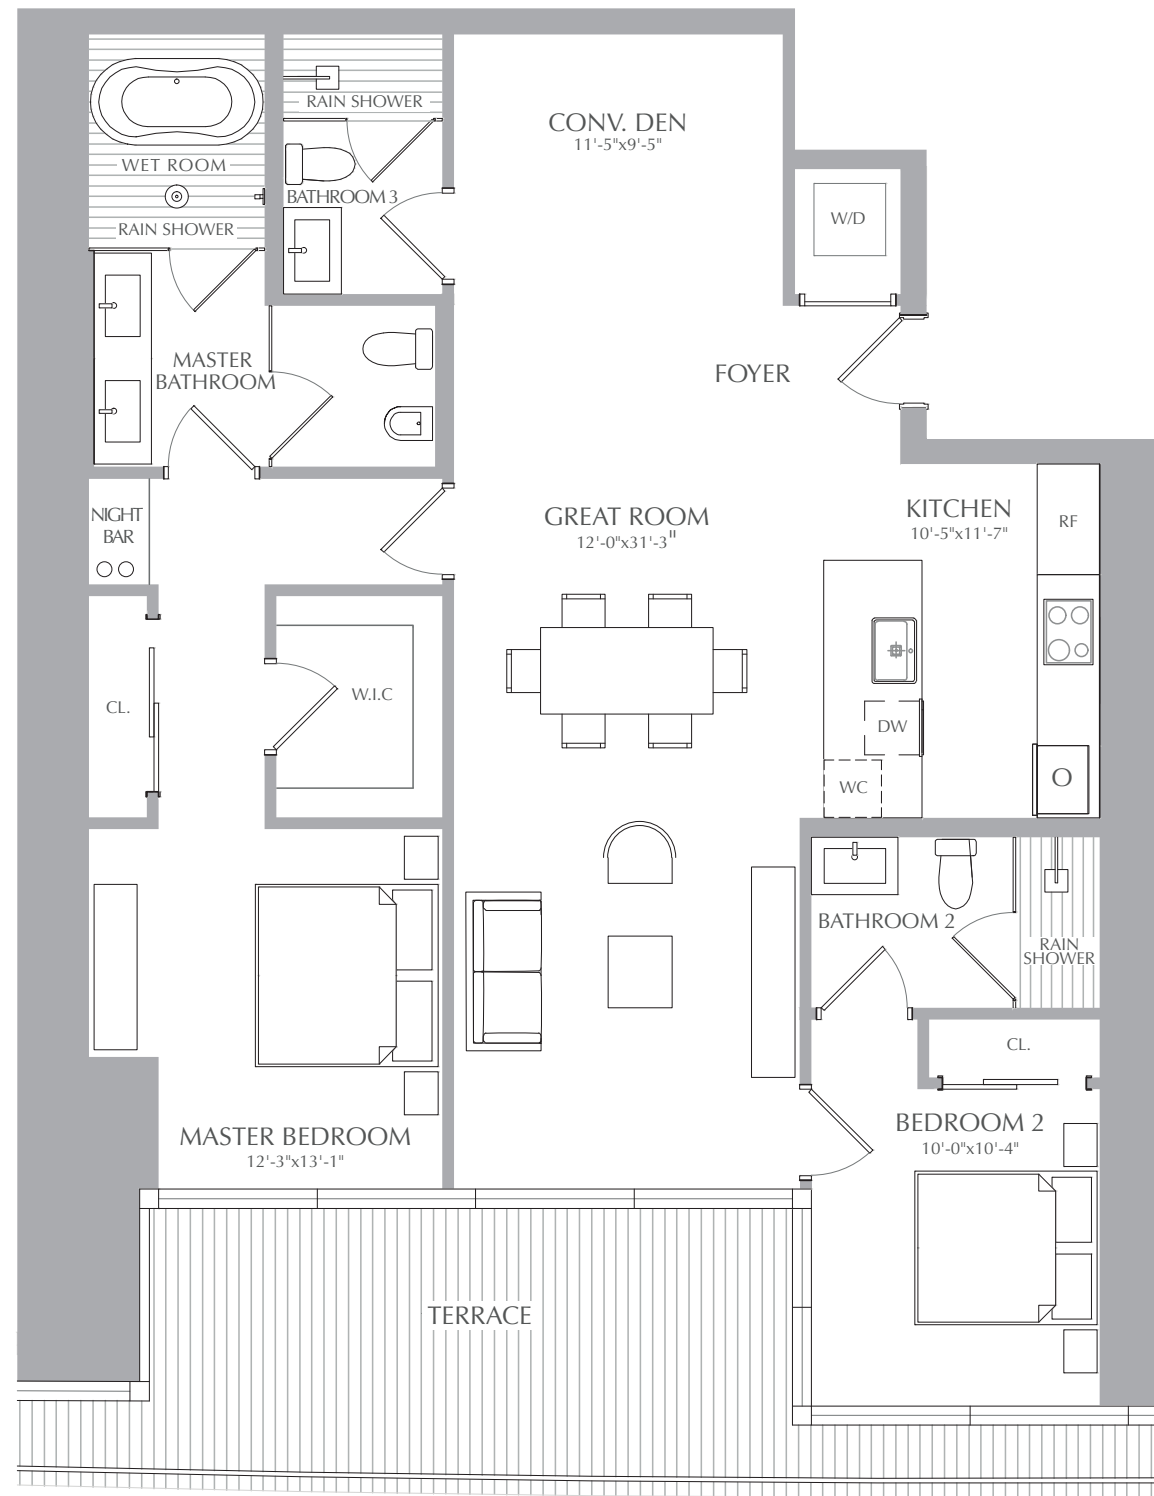 RAIN SHOWER
CONV. DEN
11'-5"x9'-5"
WET ROOM
BATHROOM 3
W/D
RAIN SHOWER
MASTER
BATHROOM
FOYER
NIGHT
BAR
GREAT ROOM
12'-0"x31'-3"
KITCHEN
10'-5"x11'-7"
RF
CL.
W.I.C
DW
WC
O
BATHROOM 2
RAIN
SHOWER
CL.
MASTER BEDROOM
12'-3"x13'-1"
BEDROOM 2
10'-0"x10'-4"
TERRACE